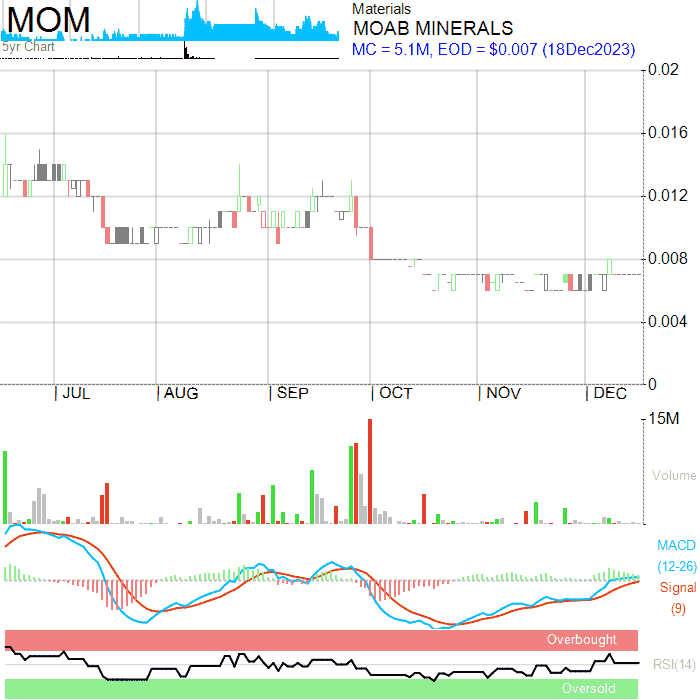 MOM
5yr Chart
Materials
MOAB MINERALS
MC = 5.1M, EOD = $0.007 (18Dec2023)
0.02
0.016
0.012
0.008
0.004
0
JUL AUG SEP OCT NOV DEC
15M
Volume
MACD
(12-26)
Signal
(9)
Overbought
RSI(14)
Oversold